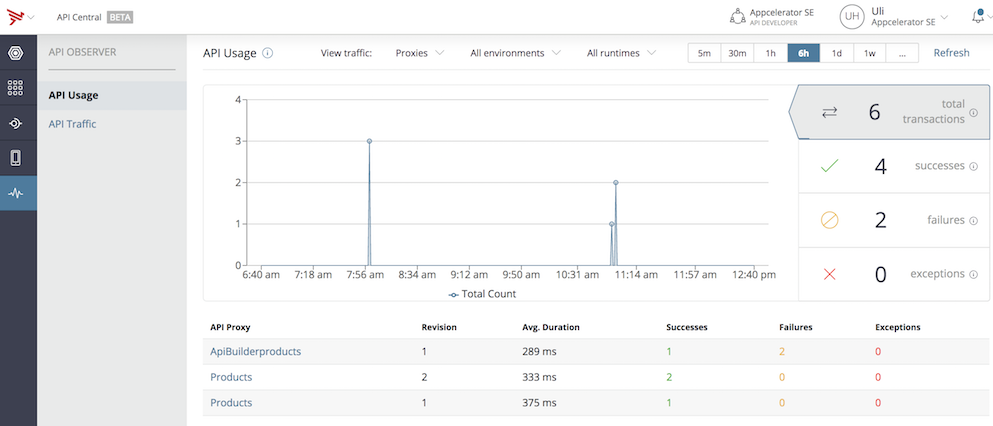 API Central BETA
Appcelerator SE
API DEVELOPER
UH
Uli
Appcelerator SE
API OBSERVER
API Usage
API Traffic
API Usage
View traffic: Proxies All environments All runtimes 5m 30m 1h 6h 1d 1w ... Refresh
4
3
2
1
0
6:40 am 7:18 am 7:56 am 8:34 am 9:12 am 9:50 am 10:31 am 11:14 am 11:57 am 12:40 pm
Total Count
6 total transactions
4 successes
2 failures
0 exceptions
API Proxy Revision Avg. Duration Successes Failures Exceptions
ApiBuilderproducts 1 289 ms 1 2 0
Products 2 333 ms 2 0 0
Products 1 375 ms 1 0 0